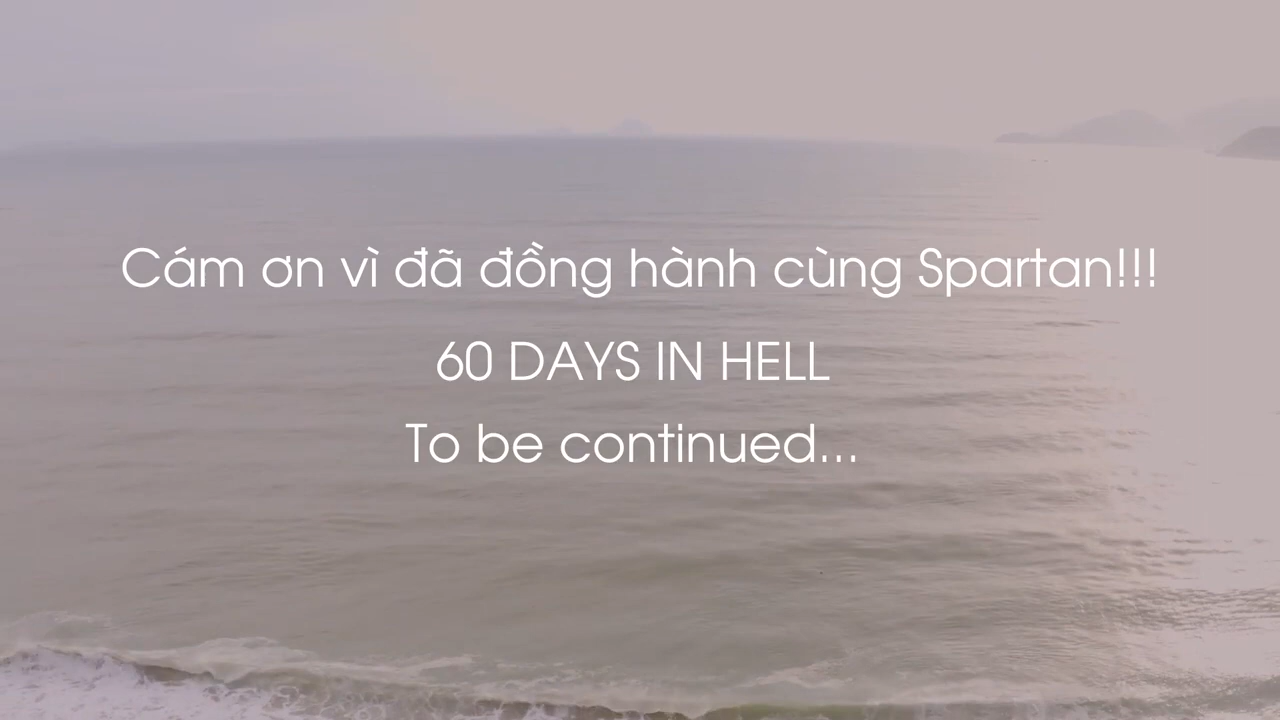 Cám ơn vì đã đồng hành cùng Spartan!!!
60 DAYS IN HELL
To be continued...